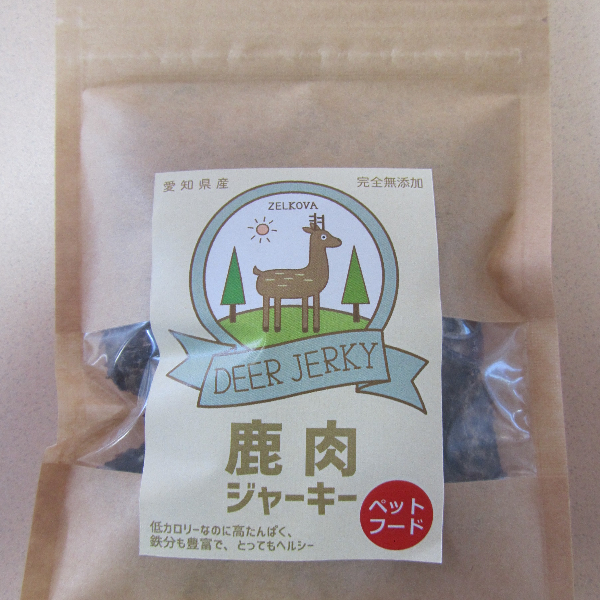 愛知県産
完全無添加
ZELKOVA
DEER JERKY
鹿肉
ジャーキー
ペット
フード
低カロリーなのに高たんぱく、
鉄分も豊富で、とってもヘルシー